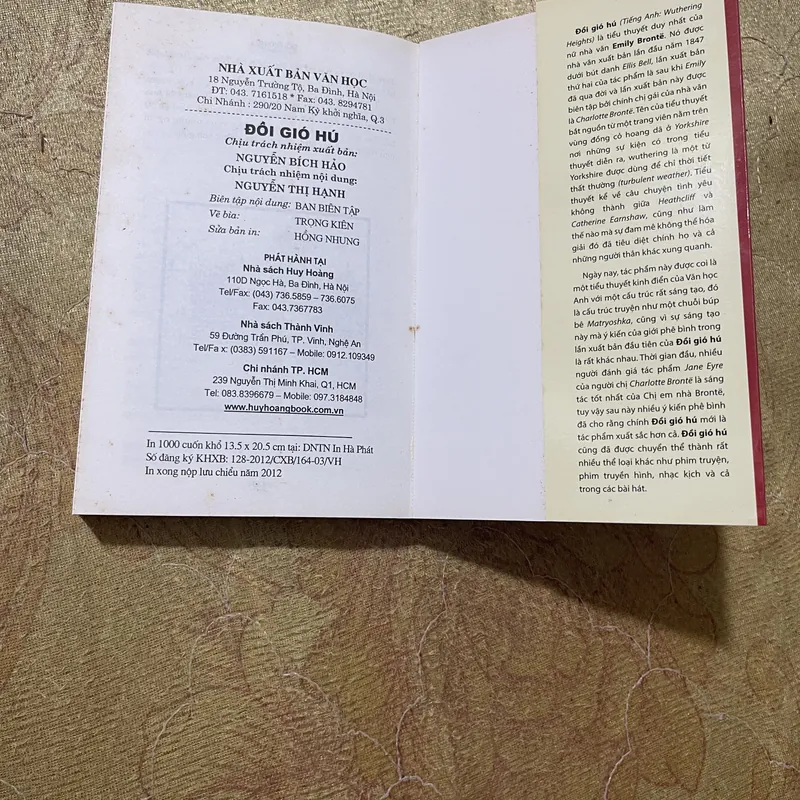 NHÀ XUẤT BẢN VĂN HỌC
18 Nguyễn Trường Tộ, Ba Đình, Hà Nội
ĐT: 043. 7161518 * Fax: 043. 8294781
Chi Nhánh : 290/20 Nam Kỳ khởi nghĩa, Q.3
ĐỒI GIÓ HÚ
Chịu trách nhiệm xuất bản:
NGUYỄN BÍCH HẢO
Chịu trách nhiệm nội dung:
NGUYỄN THỊ HẠNH
Biên tập nội dung: BAN BIÊN TẬP
Vẽ bìa: TRỌNG KIÊN
Sửa bản in: HỒNG NHUNG
PHÁT HÀNH TẠI
Nhà sách Huy Hoàng
110D Ngọc Hà, Ba Đình, Hà Nội
Tel/Fax: (043) 736.5859 – 736.6075
Fax: 043.7367783
Nhà sách Thành Vinh
59 Đường Trần Phú, TP. Vinh, Nghệ An
Tel/Fa x: (0383) 591167 – Mobile: 0912.109349
Chi nhánh TP. HCM
239 Nguyễn Thị Minh Khai, Q1, HCM
Tel: 083.8396679 – Mobile: 097.3184848
www.huyhoangbook.com.vn
In 1000 cuốn khổ 13.5 x 20.5 cm tại: DNTN In Hà Phát
Số đăng ký KHXB: 128-2012/CXB/164-03/VH
In xong nộp lưu chiểu năm 2012
Đồi gió hú (Tiếng Anh: Wuthering
Heights) là tiểu thuyết duy nhất của
nữ nhà văn Emily Brontë. Nó được
nhà văn xuất bản lần đầu năm 1847
dưới bút danh Ellis Bell, lần xuất bản
thứ hai của tác phẩm là sau khi Emily
đã qua đời và lần xuất bản này được
biên tập bởi chính chị gái của nhà văn
là Charlotte Brontë. Tên của tiểu thuyết
bắt nguồn từ một trang viên nằm trên
vùng đồng cỏ hoang dã ở Yorkshire
nơi những sự kiện có trong tiểu
thuyết diễn ra, wuthering là một từ
Yorkshire được dùng để chỉ thời tiết
thất thường (turbulent weather). Tiểu
thuyết kể về câu chuyện tình yêu
không thành giữa Heathcliff và
Catherine Earnshaw, cũng như làm
thế nào mà sự đam mê không thể hóa
giải đó đã tiêu diệt chính họ và cả
những người thân khác xung quanh.
Ngày nay, tác phẩm này được coi là
một tiểu thuyết kinh điển của Văn học
Anh với một cấu trúc rất sáng tạo, đó
là cấu trúc truyện như một chuỗi búp
bê Matryoshka, cũng vì sự sáng tạo
này mà ý kiến của giới phê bình trong
lần xuất bản đầu tiên của Đồi gió hú
là rất khác nhau. Thời gian đầu, nhiều
người đánh giá tác phẩm Jane Eyre
của người chị Charlotte Brontë là sáng
tác tốt nhất của Chị em nhà Brontë,
tuy vậy sau này nhiều ý kiến phê bình
đã cho rằng chính Đồi gió hú mới là
tác phẩm xuất sắc hơn cả. Đồi gió hú
cũng đã được chuyển thể thành rất
nhiều thể loại khác như phim truyện,
phim truyền hình, nhạc kịch và cả
trong các bài hát.